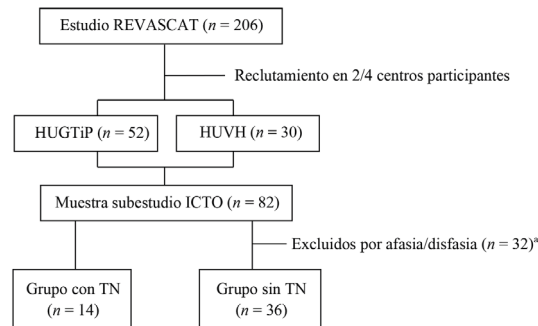 Estudio REVASCAT (n = 206)
Reclutamiento en 2/4 centros participantes
HUGTiP (n = 52)
HUVH (n = 30)
Muestra subestudio ICTO (n = 82)
Excluidos por afasia/disfasia (n = 32)ª
Grupo con TN
(n = 14)
Grupo sin TN
(n = 36)